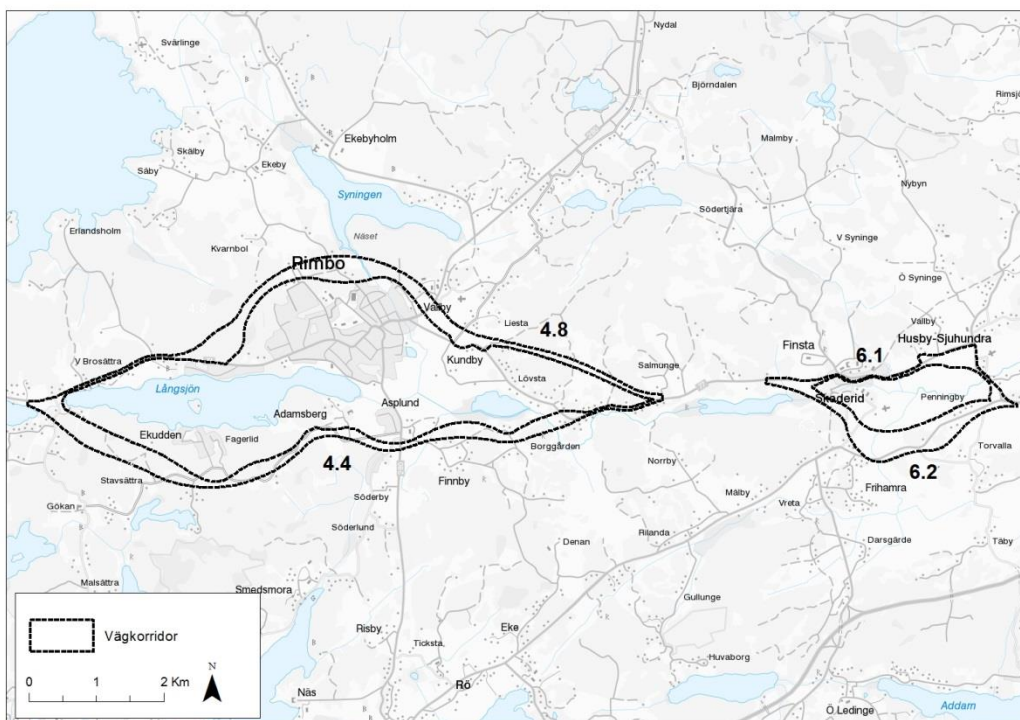 Nydal
Svärlinge
Björndalen
Rimsjö
Ekebyholm
Malmby
Skälby
Ekeby
Säby
Nybyn
Syningen
Södertjära
Erlandsholm
Näset
V Syninge
Kvarnbol
Rimbo
Ö Syninge
Vallby
Vallby
Liesta
4.8
Husby-Sjuhundra
Finsta
6.1
V Brosättra
Kundby
Salmunge
Lövsta
Långsjön
Skederid
Penningby
Asplund
Adamsberg
Ekudden
Fagerlid
Borggården
Torvalla
4.4
Norrby
6.2
Stavsättra
Finnby
Söderby
Mälby
Frihamra
Gökan
Vreta
Söderlund
Rilanda
Denan
Darsgärde
Täby
Malsättra
Smedsmora
Gullunge
Vägkorridor
Risby
Ticksta
Eke
Huvaborg
N
0 1 2 Km
Näs
Rö
Ö Ledinge
Addarn